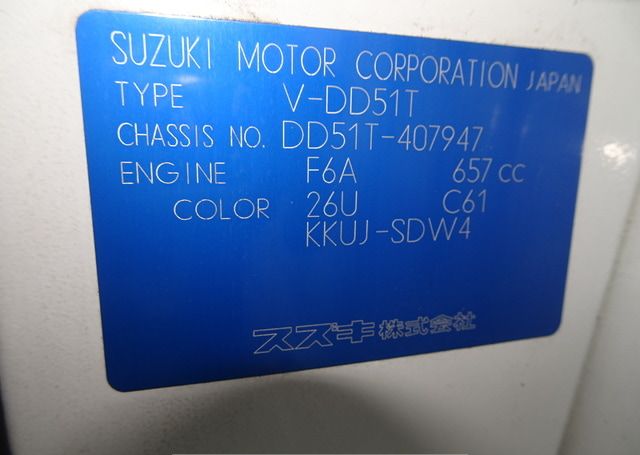 SUZUKI MOTOR CORPORATION JAPAN
TYPE V-DD51T
CHASSIS NO. DD51T-407947
ENGINE F6A 657 CC
COLOR 26U C61
KKUJ-SDW4
スズキ株式会社